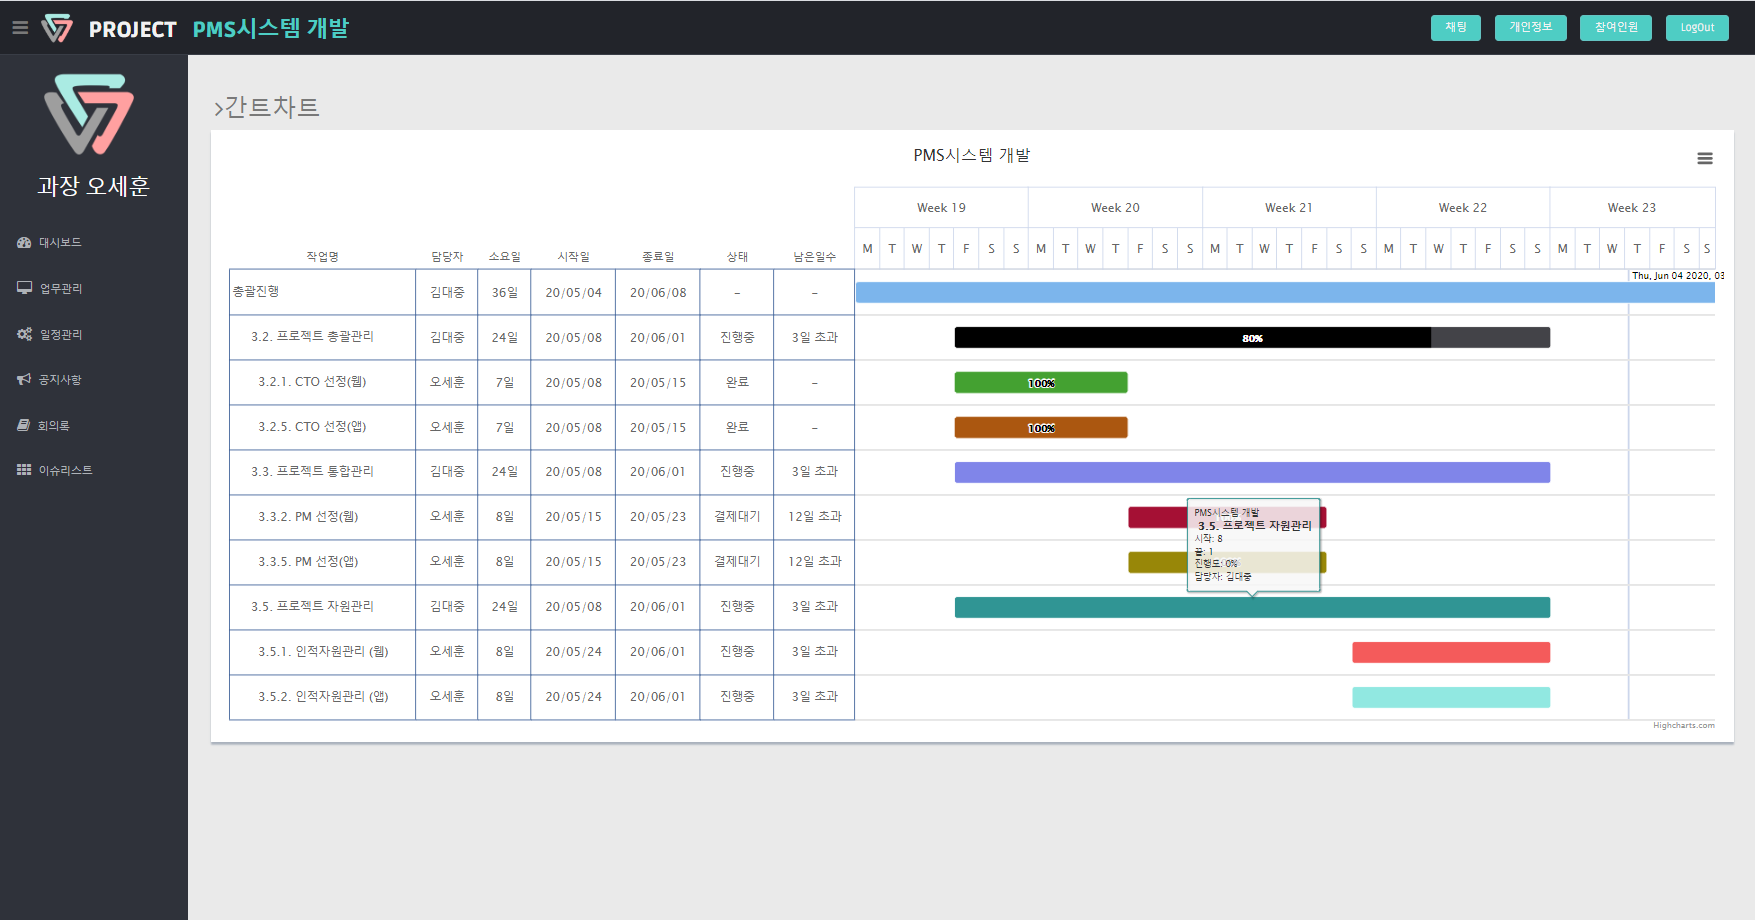 PROJECT PMS시스템 개발
채팅 개인정보 참여인원 LogOut
과장 오세훈
대시보드
업무관리
일정관리
공지사항
회의록
이슈리스트
>간트차트
PMS시스템 개발
Week 19 Week 20 Week 21 Week 22 Week 23
M T W T F S S M T W T F S S M T W T F S S M T W T F S S M T W T F S S
작업명 담당자 소요일 시작일 종료일 상태 남은일수
Thu, Jun 04 2020, 03
총괄진행 김대중 36일 20/05/04 20/06/08 - -
3.2. 프로젝트 총괄관리 김대중 24일 20/05/08 20/06/01 진행중 3일 초과 80%
3.2.1. CTO 선정(웹) 오세훈 7일 20/05/08 20/05/15 완료 - 100%
3.2.5. CTO 선정(앱) 오세훈 7일 20/05/08 20/05/15 완료 - 100%
3.3. 프로젝트 통합관리 김대중 24일 20/05/08 20/06/01 진행중 3일 초과
3.3.2. PM 선정(웹) 오세훈 8일 20/05/15 20/05/23 결제대기 12일 초과
3.3.5. PM 선정(앱) 오세훈 8일 20/05/15 20/05/23 결제대기 12일 초과
PMS시스템 개발
3.5. 프로젝트 자원관리
시작: 8
끝: 1
진행도: 0%
담당자: 김대중
3.5. 프로젝트 자원관리 김대중 24일 20/05/08 20/06/01 진행중 3일 초과
3.5.1. 인적자원관리 (웹) 오세훈 8일 20/05/24 20/06/01 진행중 3일 초과
3.5.2. 인적자원관리 (앱) 오세훈 8일 20/05/24 20/06/01 진행중 3일 초과
Highcharts.com